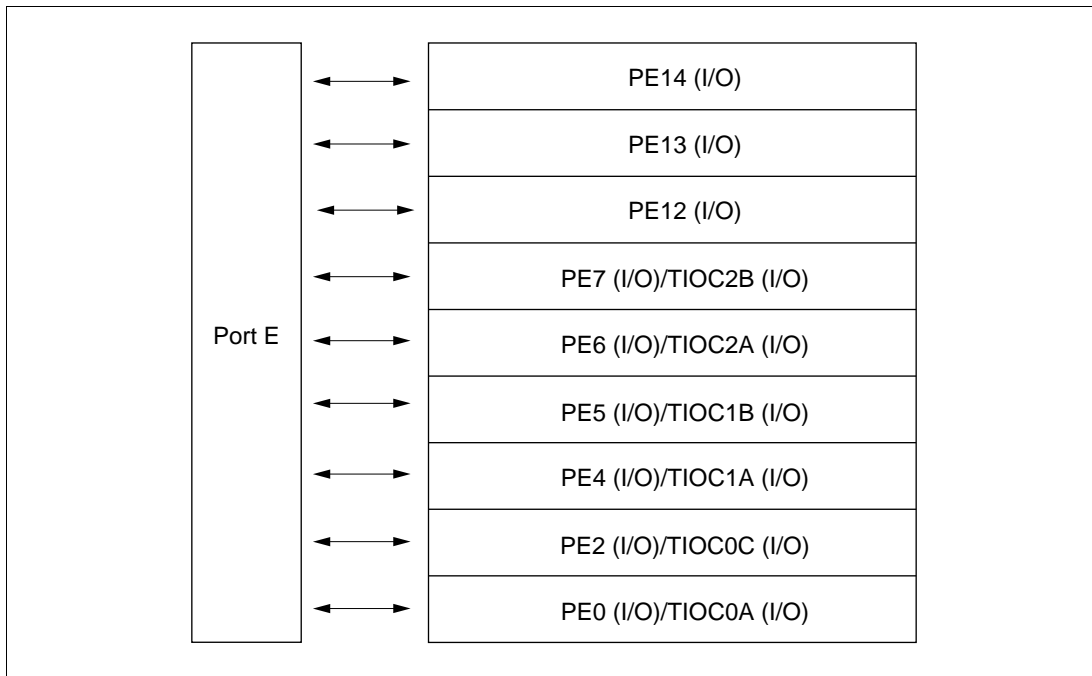 Port E
PE14 (I/O)
PE13 (I/O)
PE12 (I/O)
PE7 (I/O)/TIOC2B (I/O)
PE6 (I/O)/TIOC2A (I/O)
PE5 (I/O)/TIOC1B (I/O)
PE4 (I/O)/TIOC1A (I/O)
PE2 (I/O)/TIOC0C (I/O)
PE0 (I/O)/TIOC0A (I/O)